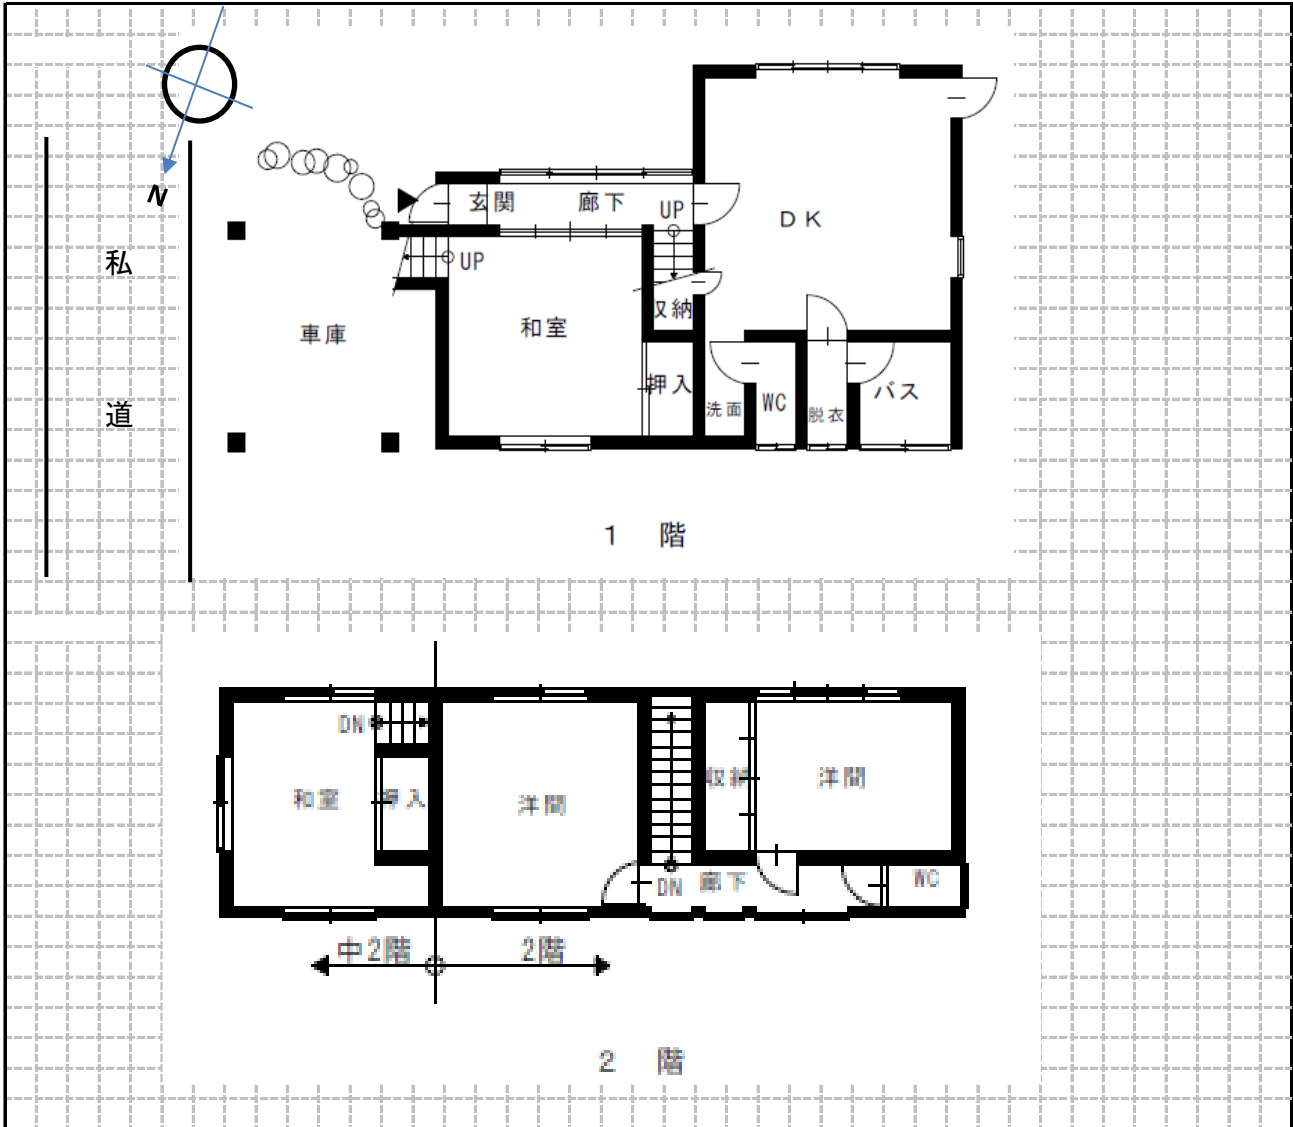 N
私
道
玄関
廊下
UP
DK
UP
収納
和室
車庫
押入
洗面
WC
脱衣
バス
1 階
DN
和室
押入
洋間
収納
洋間
DN
廊下
WC
中2階
2階
2 階